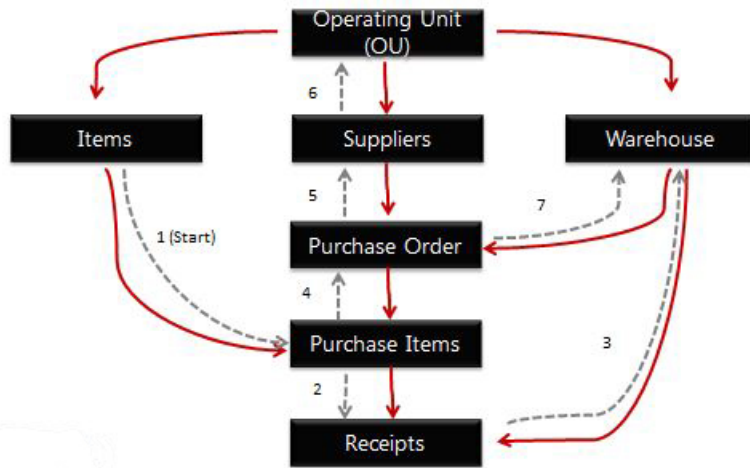 Operating Unit
(OU)
6
Items
Suppliers
Warehouse
5
7
1 (Start)
Purchase Order
4
3
Purchase Items
2
Receipts